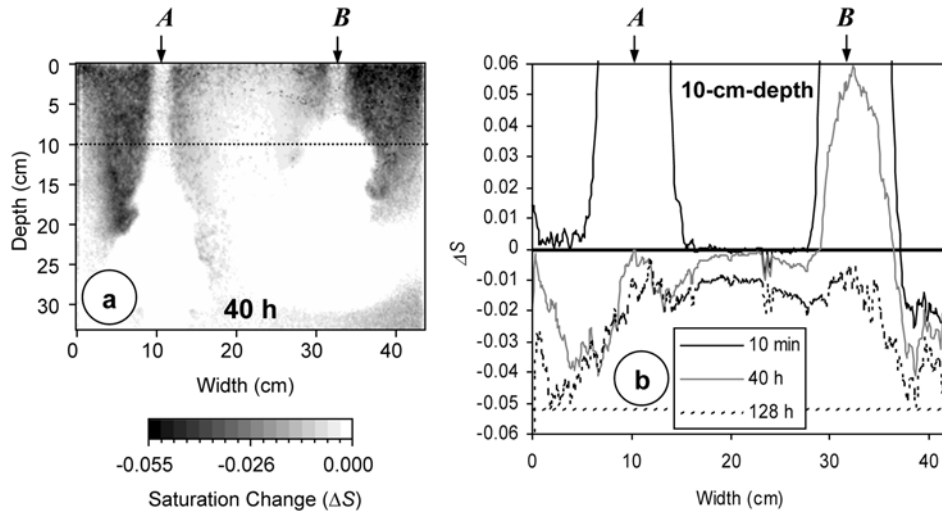 A B
0
5
10
15
20
25
30
Depth (cm)
a
40 h
0 10 20 30 40
Width (cm)
-0.055 -0.026 0.000
Saturation Change (ΔS)
A B
0.06
0.05
0.04
0.03
0.02
0.01
0
-0.01
-0.02
-0.03
-0.04
-0.05
-0.06
ΔS
10-cm-depth
b
10 min
40 h
128 h
0 10 20 30 40
Width (cm)